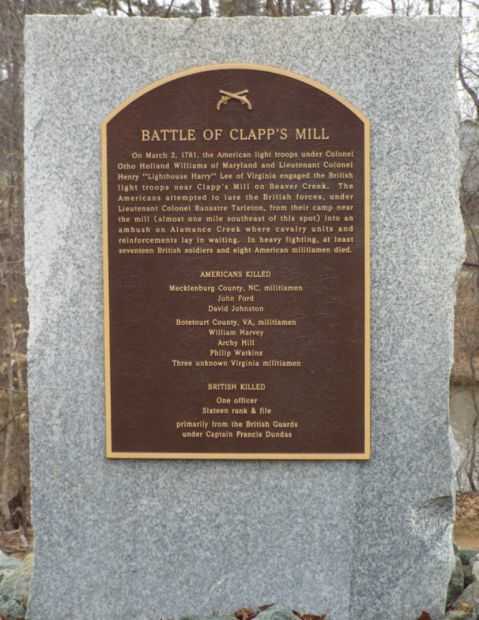 BATTLE OF CLAPP'S MILL
On March 2, 1781, the American light troops under Colonel
Otho Holland Williams of Maryland and Lieutenant Colonel
Henry "Lighthouse Harry" Lee of Virginia engaged the British
light troops near Clapp's Mill on Beaver Creek. The
Americans attempted to lure the British forces, under
Lieutenant Colonel Banastre Tarleton, from their camp near
the mill (almost one mile southeast of this spot) into an
ambush on Alamance Creek where cavalry units and
reinforcements lay in waiting. In heavy fighting, at least
seventeen British soldiers and eight American militiamen died.
AMERICANS KILLED
Mecklenburg County, NC, militiamen
John Ford
David Johnston
Botetourt County, VA, militiamen
William Harvey
Archy Hill
Philip Watkins
Three unknown Virginia militiamen
BRITISH KILLED
One officer
Sixteen rank & file
primarily from the British Guards
under Captain Francis Dundas